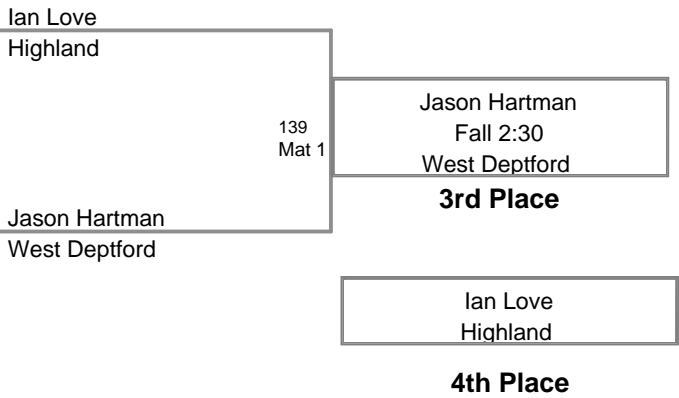 Ian Love
Highland
139
Mat 1
Jason Hartman
Fall 2:30
West Deptford
3rd Place
Jason Hartman
West Deptford
Ian Love
Highland
4th Place